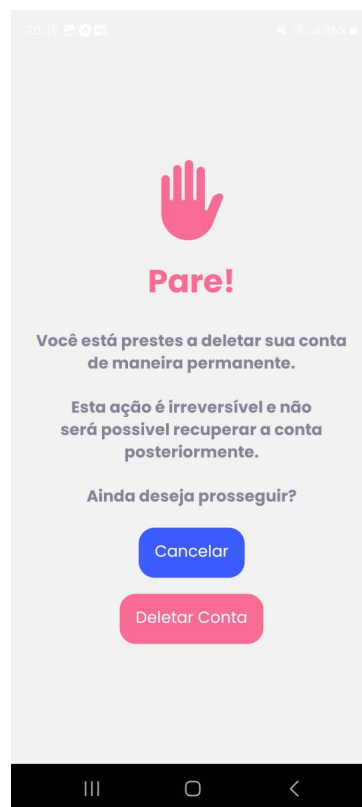 20:39
86%
Pare!
Você está prestes a deletar sua conta
de maneira permanente.
Esta ação é irreversível e não
será possivel recuperar a conta
posteriormente.
Ainda deseja prosseguir?
Cancelar
Deletar Conta